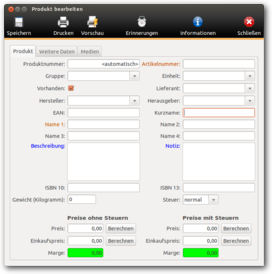 Produkt bearbeiten
Speichern Drucken Vorschau Erinnerungen Informationen Schließen
Produkt Weitere Daten Medien
Produktnummer: <automatisch> Artikelnummer:
Gruppe: Einheit:
Vorhanden: Lieferant:
Hersteller: Herausgeber:
EAN: Kurzname:
Name 1: Name 2:
Name 3: Name 4:
Beschreibung: Notiz:
ISBN 10: ISBN 13:
Gewicht (Kilogramm): 0 Steuer: normal
Preise ohne Steuern Preise mit Steuern
Preis: 0,00 Berechnen Preis: 0,00 Berechnen
Einkaufspreis: 0,00 Berechnen Einkaufspreis: 0,00 Berechnen
Marge: 0,00 Marge: 0,00